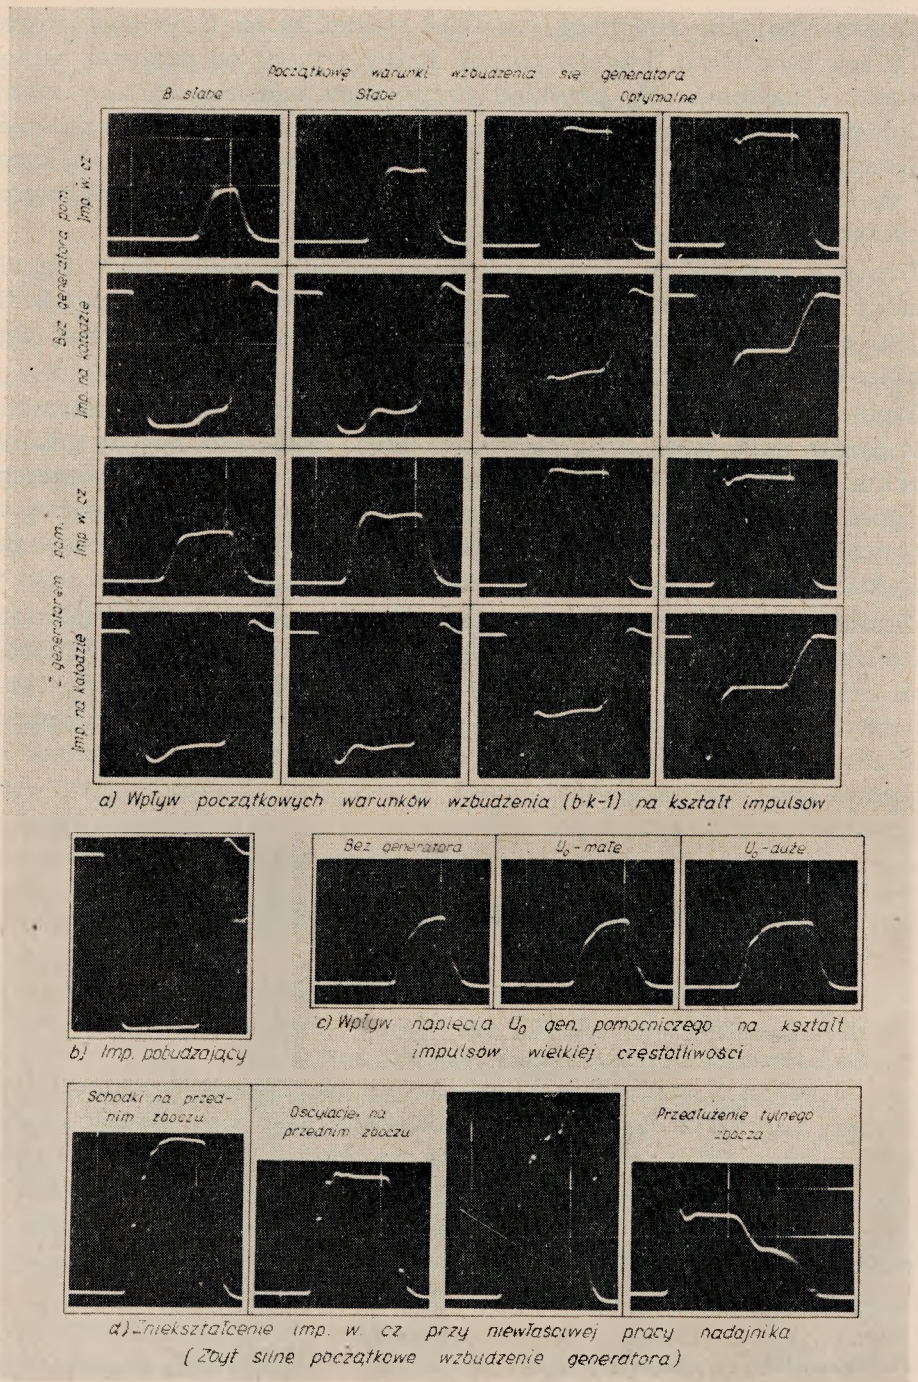 Początkowe warunki wzbudzenia się generatora
B. słabe
Słabe
Optymalne
Bez generatora pom.
Imp. w. cz
Imp. na katodzie
Z generatorem pom.
Imp. w. cz
Imp. na katodzie
a) Wpływ początkowych warunków wzbudzenia (b·k-1) na kształt impulsów
b) Imp. pobudzający
Bez generatora
U₀-małe
U₀-duże
c) Wpływ napięcia U₀ gen. pomocniczego na kształt
impulsów wielkiej częstotliwości
Schodki na przed-
nim zboczu
Oscylacje na
przednim zboczu
Przedłużenie tylnego
zbocza
d) Zniekształcenie imp. w. cz. przy niewłaściwej pracy nadajnika
(Zbyt silne początkowe wzbudzenie generatora)